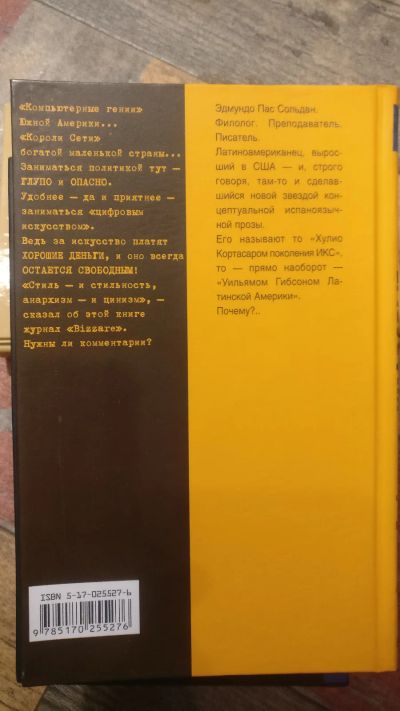 «Компьютерные гении»
Южной Америки...
«Короли Сети»
богатой маленькой страны...
Заниматься политикой тут —
ГЛУПО и ОПАСНО.
Удобнее — да и приятнее —
заниматься «цифровым
искусством».
Ведь за искусство платят
ХОРОШИЕ ДЕНЬГИ, и оно всегда
ОСТАЕТСЯ СВОБОДНЫМ!
«Стиль — и стильность,
анархизм — и цинизм», —
сказал об этой книге
журнал «Bizzare».
Нужны ли комментарии?
Эдмундо Пас Сольдан.
Филолог. Преподаватель.
Писатель.
Латиноамериканец, вырос-
ший в США — и, строго
говоря, там-то и сделав-
шийся новой звездой кон-
цептуальной испаноязыч-
ной прозы.
Его называют то «Хулио
Кортасаром поколения ИКС»,
то — прямо наоборот —
«Уильямом Гибсоном Ла-
тинской Америки».
Почему?..
ISBN 5-17-025527-6
9 785170 255276